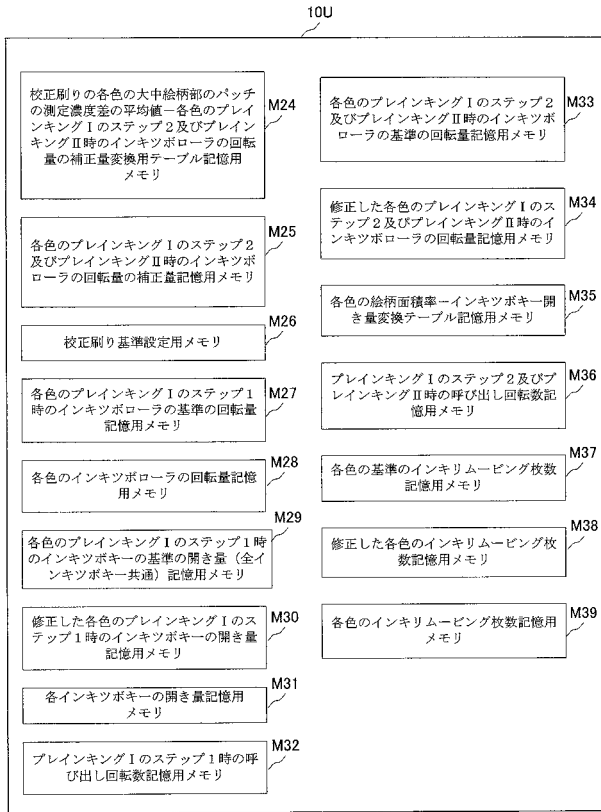 10U
校正刷りの各色の大中絵柄部のパッチ
の測定濃度差の平均値－各色のプレイ
ンキングⅠのステップ２及びプレイン
キングⅡ時のインキツボローラの回転
量の補正量変換用テーブル記憶用
メモリ
M24
各色のプレインキングⅠのステップ２
及びプレインキングⅡ時のインキツ
ボローラの回転量の補正量記憶用メモリ
M25
校正刷り基準設定用メモリ
M26
各色のプレインキングⅠのステップ１
時のインキツボローラの基準の回転量
記憶用メモリ
M27
各色のインキツボローラの回転量記憶
用メモリ
M28
各色のプレインキングⅠのステップ１時
のインキツボキーの基準の開き量（全イ
ンキツボキー共通）記憶用メモリ
M29
修正した各色のプレインキングⅠのス
テップ１時のインキツボキーの開き量
記憶用メモリ
M30
各インキツボキーの開き量記憶用
メモリ
M31
プレインキングⅠのステップ１時の呼
び出し回転数記憶用メモリ
M32
各色のプレインキングⅠのステップ２
及びプレインキングⅡ時のインキツボ
ローラの基準の回転量記憶用メモリ
M33
修正した各色のプレインキングⅠのス
テップ２及びプレインキングⅡ時のイ
ンキツボローラの回転量記憶用メモリ
M34
各色の絵柄面積率－インキツボキー開
き量変換テーブル記憶用メモリ
M35
プレインキングⅠのステップ２及びプ
レインキングⅡ時の呼び出し回転数記
憶用メモリ
M36
各色の基準のインキリムービング枚数
記憶用メモリ
M37
修正した各色のインキリムービング枚
数記憶用メモリ
M38
各色のインキリムービング枚数記憶用
メモリ
M39